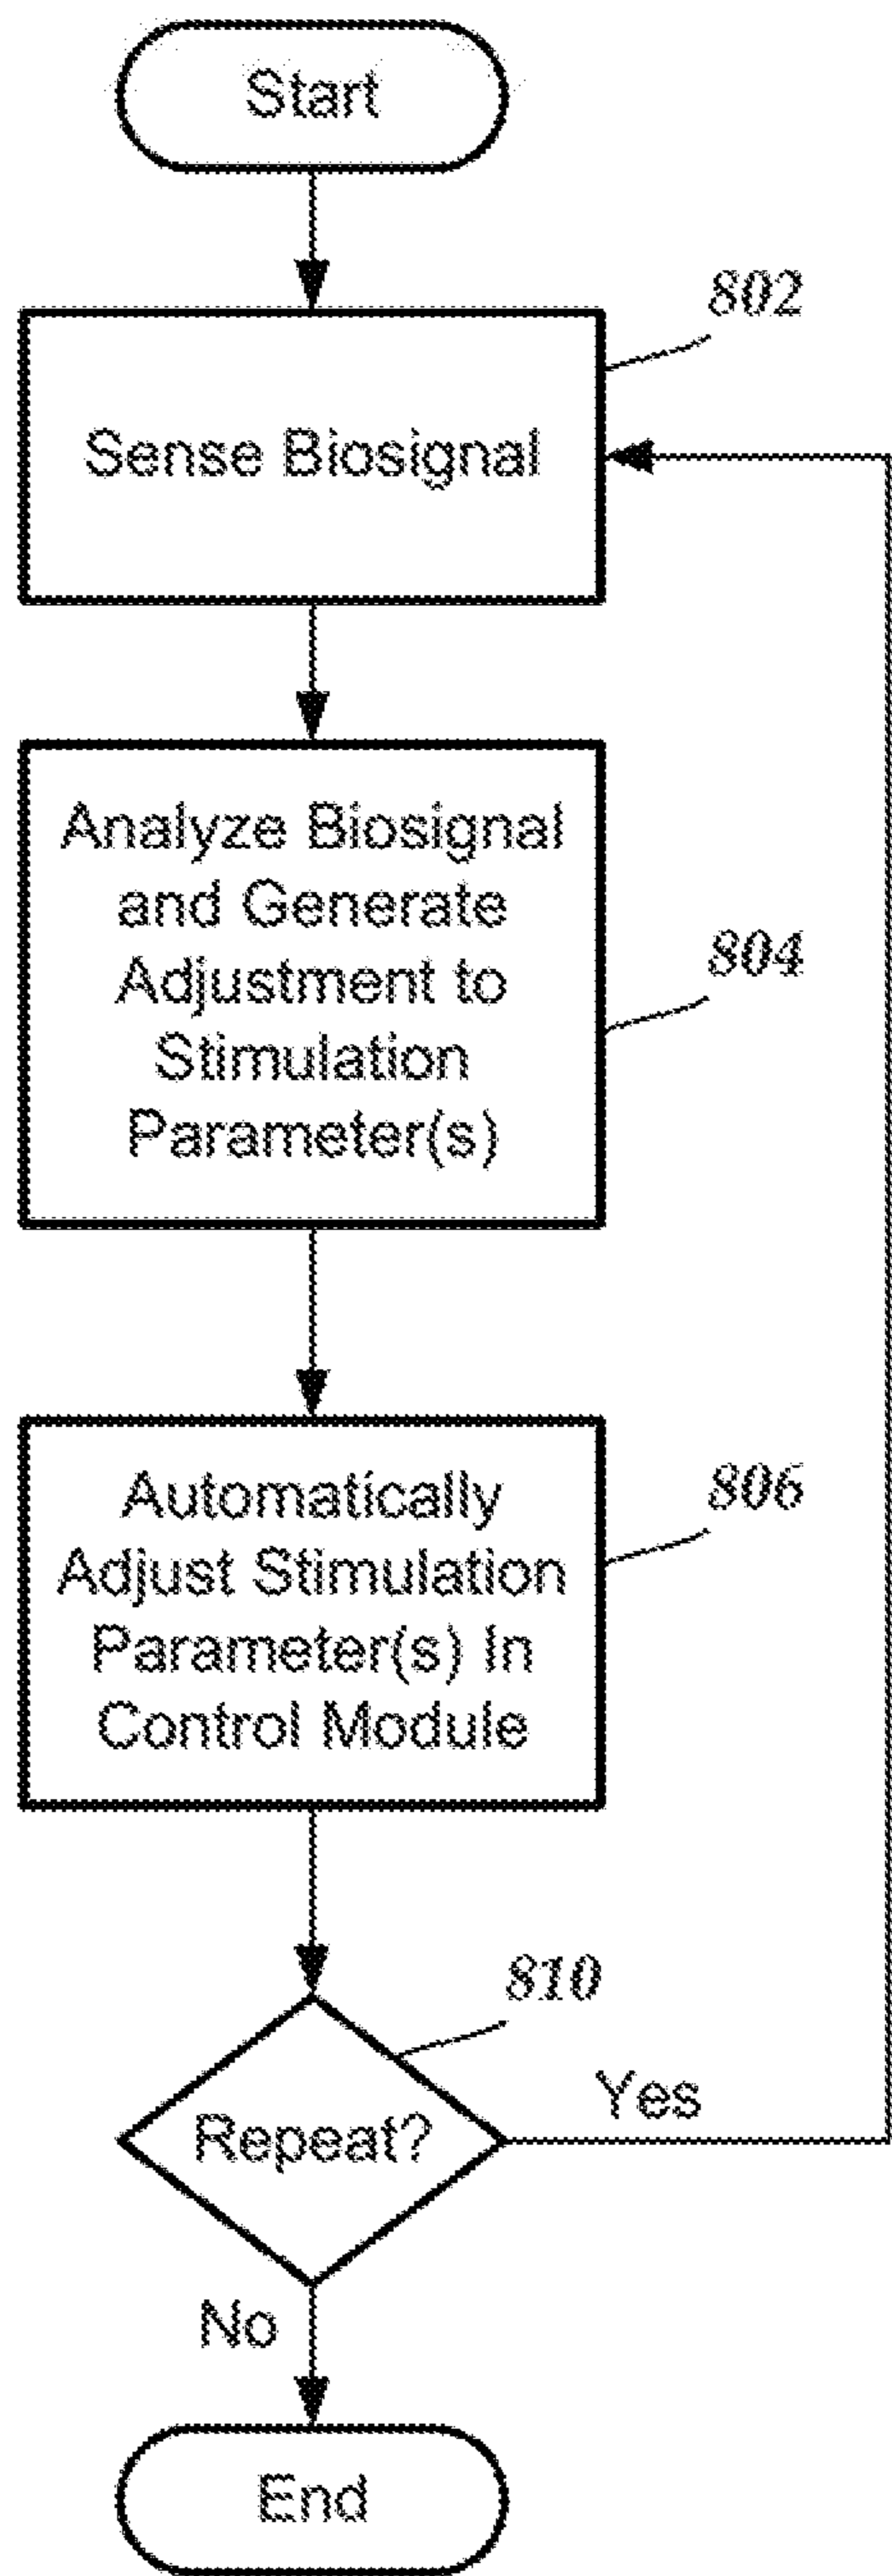 Start
802
Sense Biosignal
Analyze Biosignal
and Generate
Adjustment to
Stimulation
Parameter(s)
804
Automatically
Adjust Stimulation
Parameter(s) In
Control Module
806
810
Repeat?
Yes
No
End